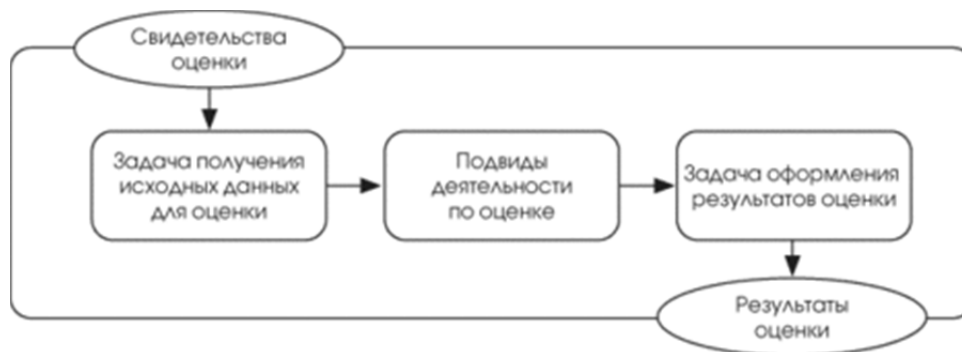 Свидетельства
оценки
Задача получения
исходных данных
для оценки
Подвиды
деятельности
по оценке
Задача оформления
результатов оценки
Результаты
оценки